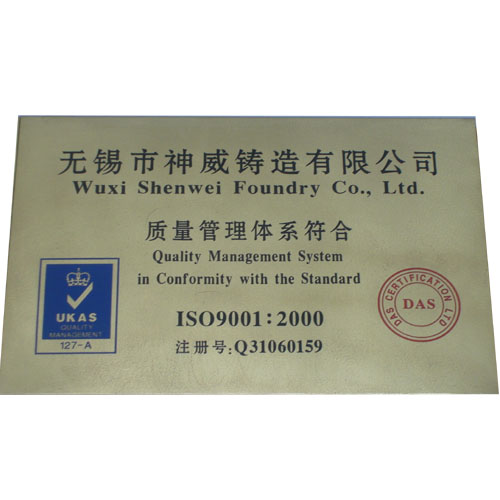 无锡市神威铸造有限公司
Wuxi Shenwei Foundry Co., Ltd.
质量管理体系符合
Quality Management System
in Conformity with the Standard
ISO9001:2000
注册号:Q31060159
UKAS
QUALITY
MANAGEMENT
127-A
DAS CERTIFICATION LTD
DAS